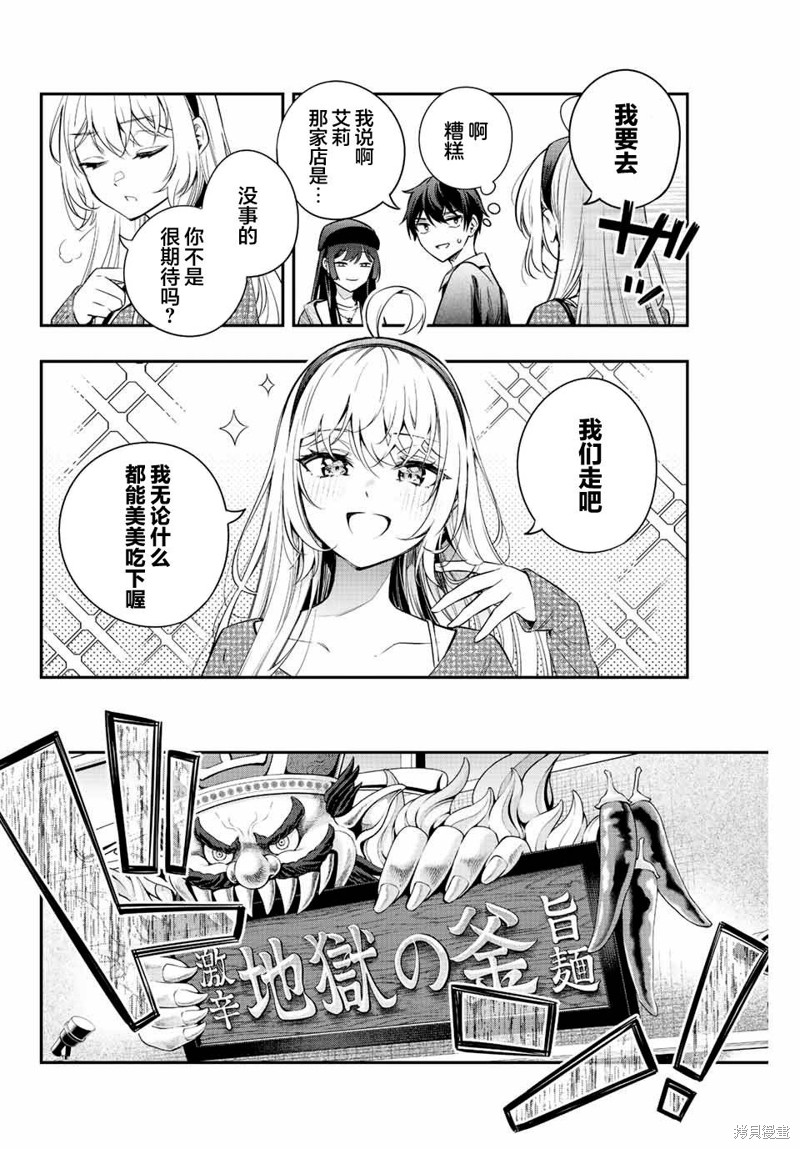 我要去
啊
糟糕
我说啊
艾莉
那家店是…
没事的
你不是
很期待吗？
我们走吧
我无论什么
都能美美吃下喔
激辛
地獄の釜
旨麺
拷貝漫畫